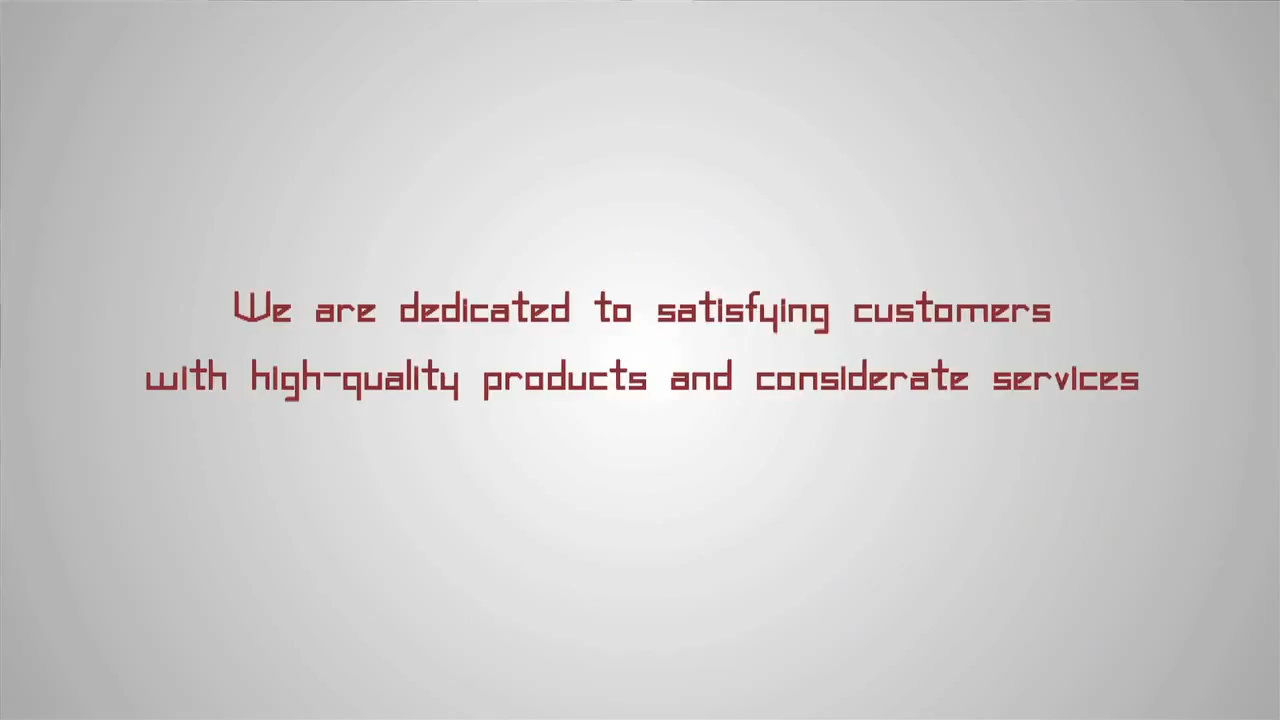 We are dedicated to satisfying customers
with high-quality products and considerate services